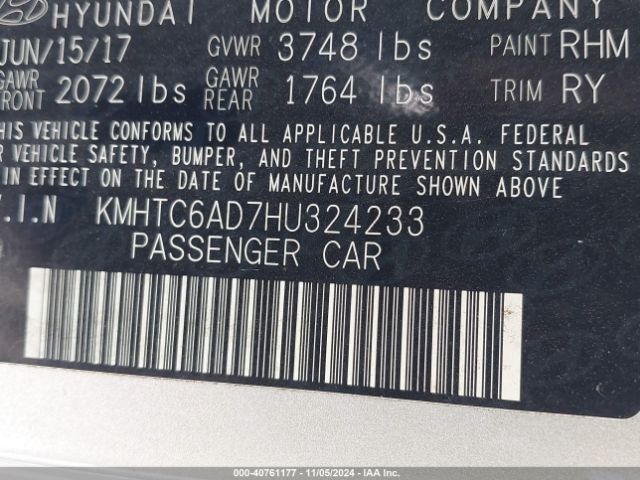 HYUNDAI MOTOR COMPANY
JUN/15/17 GVWR 3748 lbs PAINT RHM
GAWR FRONT 2072 lbs GAWR REAR 1764 lbs TRIM RY
THIS VEHICLE CONFORMS TO ALL APPLICABLE U.S.A. FEDERAL
R VEHICLE SAFETY, BUMPER, AND THEFT PREVENTION STANDARDS
IN EFFECT ON THE DATE OF MANUFACTURE SHOWN ABOVE
V.I.N KMHTC6AD7HU324233
PASSENGER CAR
000-40761177 - 11/05/2024 - IAA Inc.